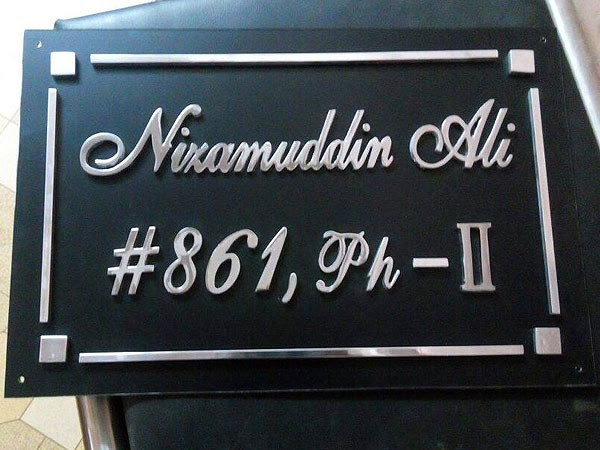 Nizamuddin Ali
#861, Ph-II